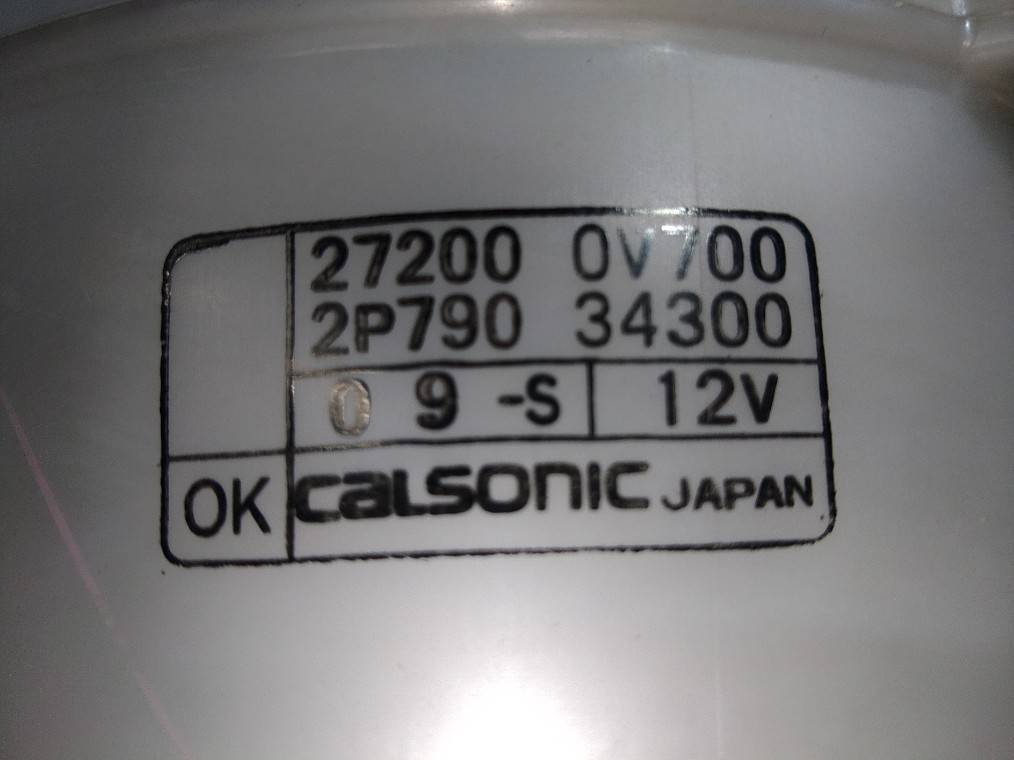 27200 0V700
2P790 34300
0 9 -S 12V
OK CALSONIC JAPAN